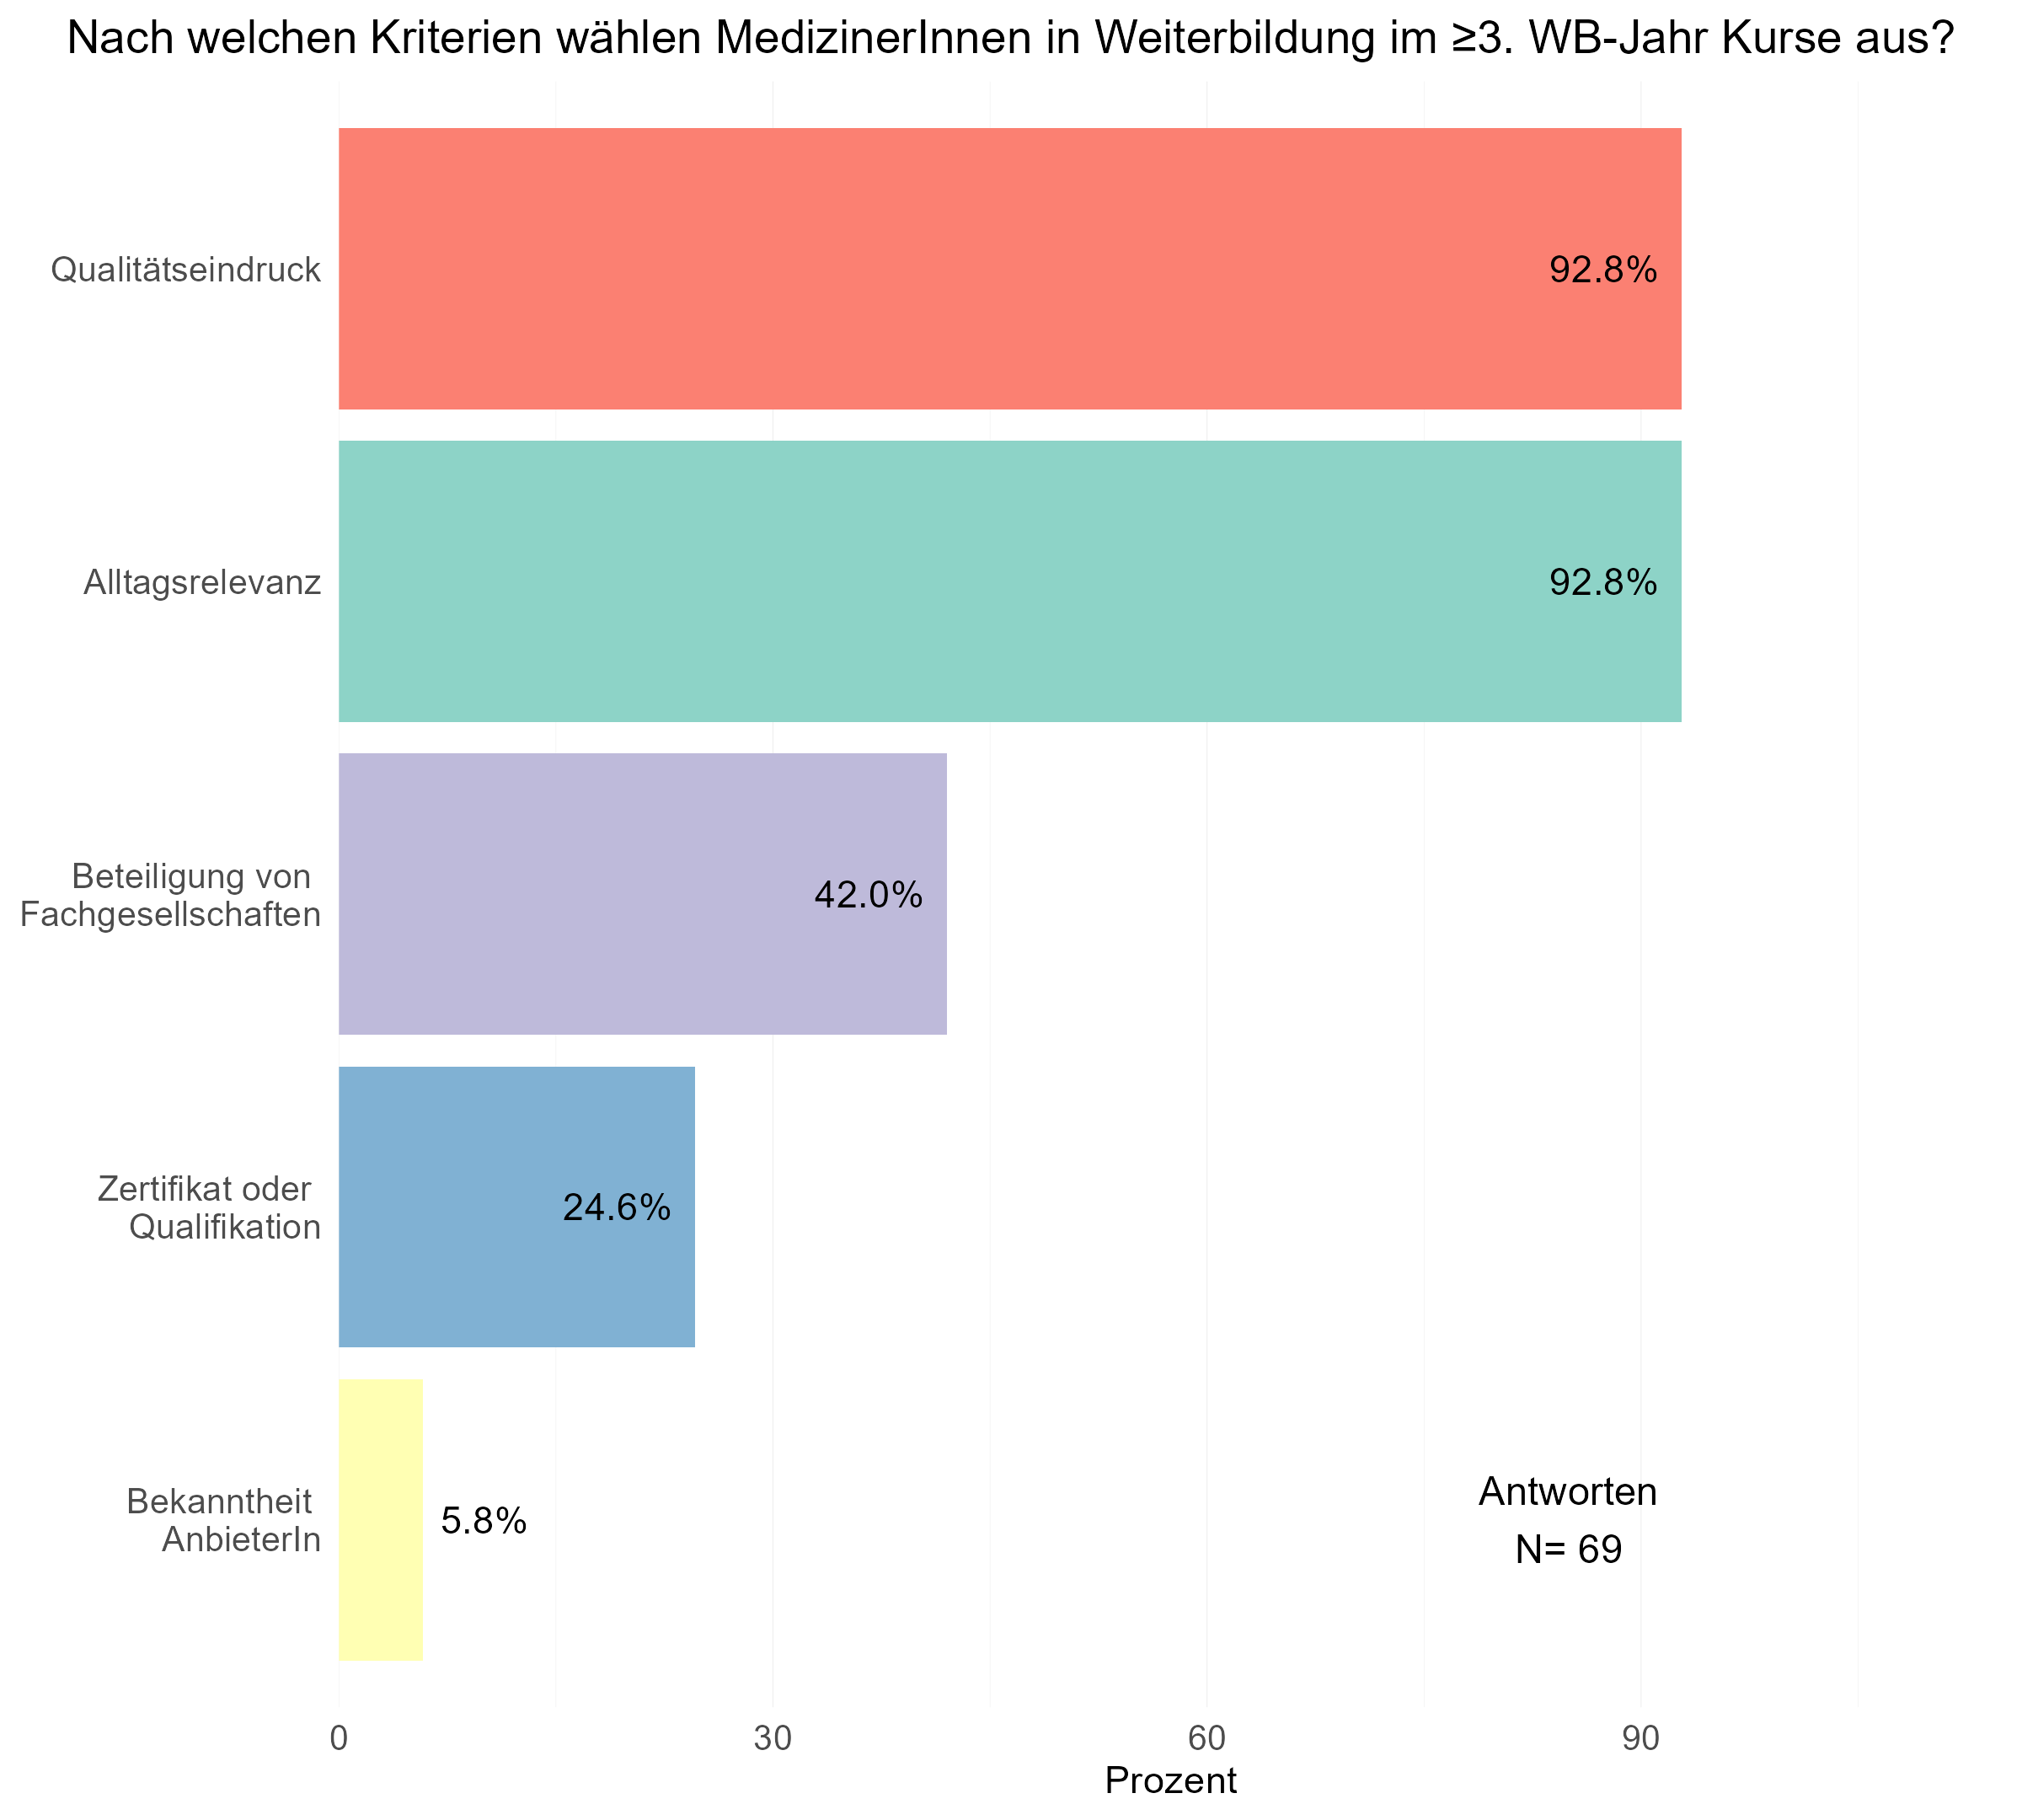 Nach welchen Kriterien wählen MedizinerInnen in Weiterbildung im ≥3. WB-Jahr Kurse aus?
Qualitätseindruck
92.8%
Alltagsrelevanz
92.8%
Beteiligung von
Fachgesellschaften
42.0%
Zertifikat oder
Qualifikation
24.6%
Bekanntheit
AnbieterIn
5.8%
Antworten
N= 69
0 30 60 90
Prozent